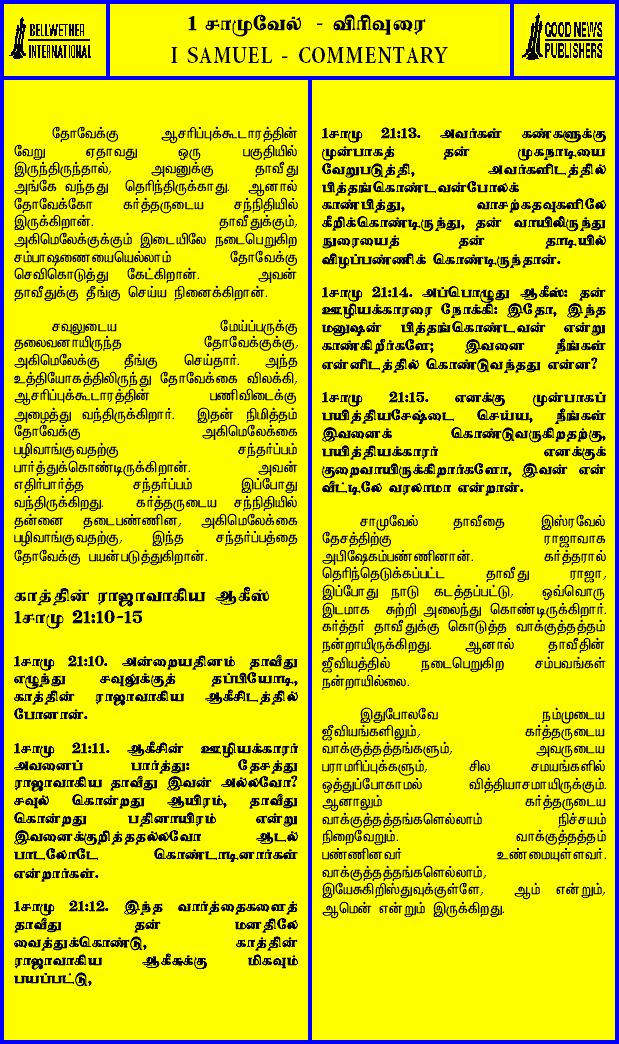 BELLWETHER
INTERNATIONAL
1 சாமுவேல் - விரிவுரை
I SAMUEL - COMMENTARY
GOOD NEWS
PUBLISHERS
தோவேக்கு ஆசரிப்புக்கூடாரத்தின்
வேறு ஏதாவது ஒரு பகுதியில்
இருந்திருந்தால், அவனுக்கு தாவீது
அங்கே வந்தது தெரிந்திருக்காது. ஆனால்
தோவேக்கோ கர்த்தருடைய சந்நிதியில்
இருக்கிறான். தாவீதுக்கும்,
அகிமெலேக்குக்கும் இடையிலே நடைபெறுகிற
சம்பாஷணையையெல்லாம் தோவேக்கு
செவிகொடுத்து கேட்கிறான். அவன்
தாவீதுக்கு தீங்கு செய்ய நினைக்கிறான்.
சவுலுடைய மேய்ப்பருக்கு
தலைவனாயிருந்த தோவேக்குக்கு,
அகிமெலேக்கு தீங்கு செய்தார். அந்த
உத்தியோகத்திலிருந்து தோவேக்கை விலக்கி,
ஆசரிப்புக்கூடாரத்தின் பணிவிடைக்கு
அழைத்து வந்திருக்கிறார். இதன் நிமித்தம்
தோவேக்கு அகிமெலேக்கை
பழிவாங்குவதற்கு சந்தர்ப்பம்
பார்த்துக்கொண்டிருக்கிறான். அவன்
எதிர்பார்த்த சந்தர்ப்பம் இப்போது
வந்திருக்கிறது. கர்த்தருடைய சந்நிதியில்
தன்னை தடைபண்ணின, அகிமெலேக்கை
பழிவாங்குவதற்கு, இந்த சந்தர்ப்பத்தை
தோவேக்கு பயன்படுத்துகிறான்.
காத்தின் ராஜாவாகிய ஆகீஸ்
1சாமு 21:10-15
1சாமு 21:10. அன்றையதினம் தாவீது
எழுந்து சவுலுக்குத் தப்பியோடி,
காத்தின் ராஜாவாகிய ஆகீசிடத்தில்
போனான்.
1சாமு 21:11. ஆகீசின் ஊழியக்காரர்
அவனைப் பார்த்து: தேசத்து
ராஜாவாகிய தாவீது இவன் அல்லவோ?
சவுல் கொன்றது ஆயிரம், தாவீது
கொன்றது பதினாயிரம் என்று
இவனைக்குறித்ததல்லவோ ஆடல்
பாடலோடே கொண்டாடினார்கள்
என்றார்கள்.
1சாமு 21:12. இந்த வார்த்தைகளைத்
தாவீது தன் மனதிலே
வைத்துக்கொண்டு, காத்தின்
ராஜாவாகிய ஆகீசுக்கு மிகவும்
பயப்பட்டு,
1சாமு 21:13. அவர்கள் கண்களுக்கு
முன்பாகத் தன் முகநாடியை
வேறுபடுத்தி, அவர்களிடத்தில்
பித்தங்கொண்டவன்போலக்
காண்பித்து, வாசற்கதவுகளிலே
கீறிக்கொண்டிருந்து, தன் வாயிலிருந்து
நுரையைத் தன் தாடியில்
விழப்பண்ணிக் கொண்டிருந்தான்.
1சாமு 21:14. அப்பொழுது ஆகீஸ்: தன்
ஊழியக்காரரை நோக்கி: இதோ, இந்த
மனுஷன் பித்தங்கொண்டவன் என்று
காண்கிறீர்களே; இவனை நீங்கள்
என்னிடத்தில் கொண்டுவந்தது என்ன?
1சாமு 21:15. எனக்கு முன்பாகப்
பயித்தியசேஷ்டை செய்ய, நீங்கள்
இவனைக் கொண்டுவருகிறதற்கு,
பயித்தியக்காரர் எனக்குக்
குறைவாயிருக்கிறார்களோ, இவன் என்
வீட்டிலே வரலாமா என்றான்.
சாமுவேல் தாவீதை இஸ்ரவேல்
தேசத்திற்கு ராஜாவாக
அபிஷேகம்பண்ணினான். கர்த்தரால்
தெரிந்தெடுக்கப்பட்ட தாவீது ராஜா,
இப்போது நாடு கடத்தப்பட்டு, ஒவ்வொரு
இடமாக சுற்றி அலைந்து கொண்டிருக்கிறார்.
கர்த்தர் தாவீதுக்கு கொடுத்த வாக்குத்தத்தம்
நன்றாயிருக்கிறது. ஆனால் தாவீதின்
ஜீவியத்தில் நடைபெறுகிற சம்பவங்கள்
நன்றாயில்லை.
இதுபோலவே நம்முடைய
ஜீவியங்களிலும், கர்த்தருடைய
வாக்குத்தத்தங்களும், அவருடைய
பராமரிப்புக்களும், சில சமயங்களில்
ஒத்துப்போகாமல் வித்தியாசமாயிருக்கும்.
ஆனாலும் கர்த்தருடைய
வாக்குத்தத்தங்களெல்லாம் நிச்சயம்
நிறைவேறும். வாக்குத்தத்தம்
பண்ணினவர் உண்மையுள்ளவர்.
வாக்குத்தத்தங்களெல்லாம்,
இயேசுகிறிஸ்துவுக்குள்ளே, ஆம் என்றும்,
ஆமென் என்றும் இருக்கிறது.